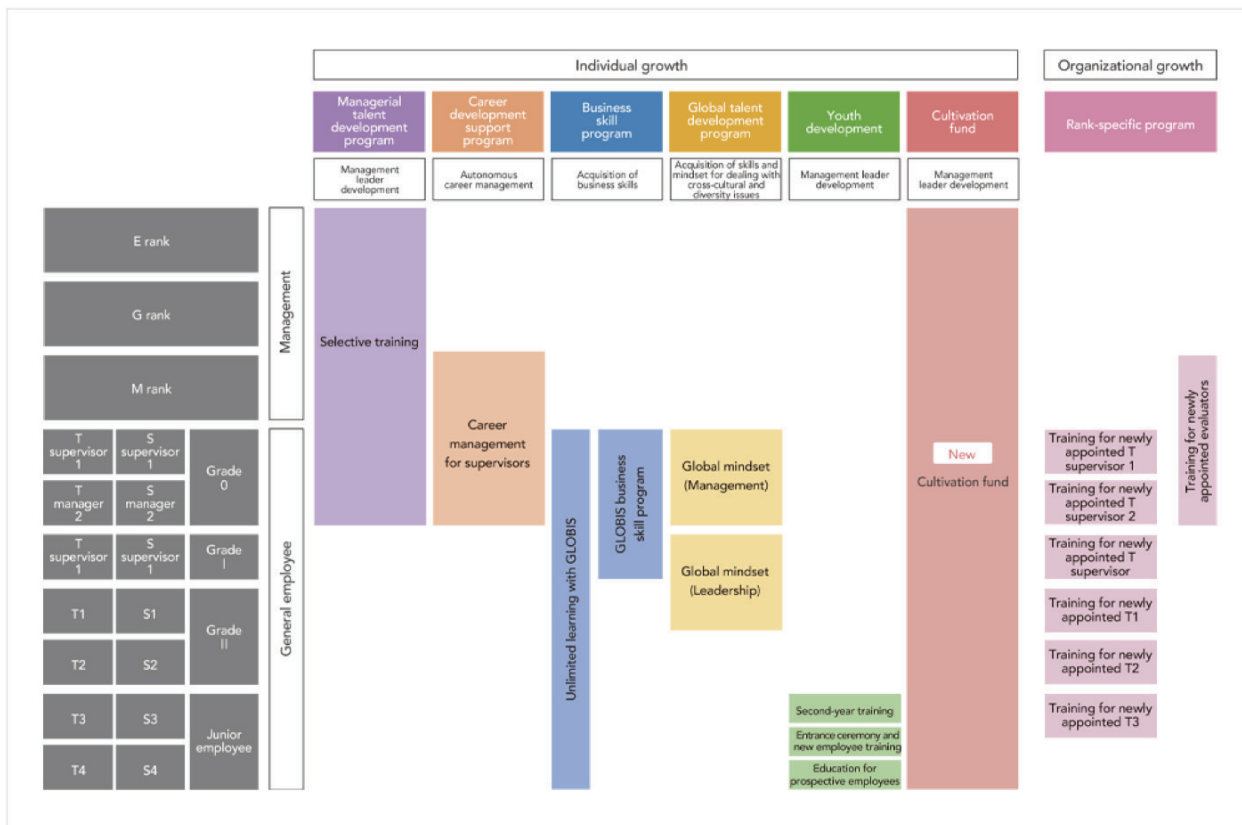 Individual growth
Organizational growth
Managerial
talent
development
program
Career
development
support program
Business
skill
program
Global talent
development
program
Youth
development
Cultivation
fund
Rank-specific program
Management
leader
development
Autonomous
career management
Acquisition of
business skills
Acquisition of skills and
mindset for dealing with
cross-cultural and
diversity issues
Management leader
development
Management
leader development
E rank
G rank
M rank
Management
T
supervisor
1
S
supervisor
1
Grade
0
T
manager
2
S
manager
2
T
supervisor
1
S
supervisor
1
Grade
I
T1
S1
Grade
II
T2
S2
T3
S3
Junior
employee
T4
S4
General employee
Selective training
Career
management
for supervisors
Unlimited learning with GLOBIS
GLOBIS business
skill program
Global mindset
(Management)
Global mindset
(Leadership)
Second-year training
Entrance ceremony and
new employee training
Education for
prospective employees
New
Cultivation fund
Training for newly
appointed T
supervisor 1
Training for newly
appointed T
supervisor 2
Training for newly
appointed T
supervisor
Training for newly
appointed T1
Training for newly
appointed T2
Training for newly
appointed T3
Training for newly
appointed evaluators